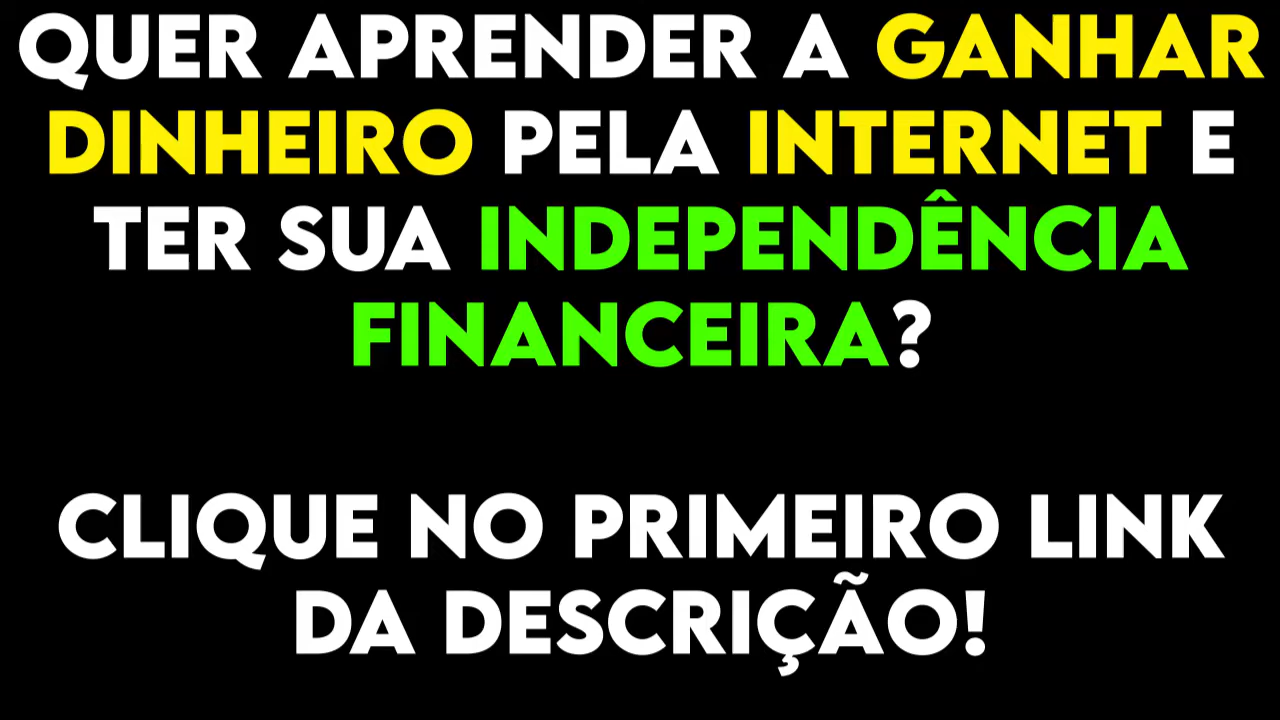 QUER APRENDER A GANHAR
DINHEIRO PELA INTERNET E
TER SUA INDEPENDÊNCIA
FINANCEIRA?
CLIQUE NO PRIMEIRO LINK
DA DESCRIÇÃO!